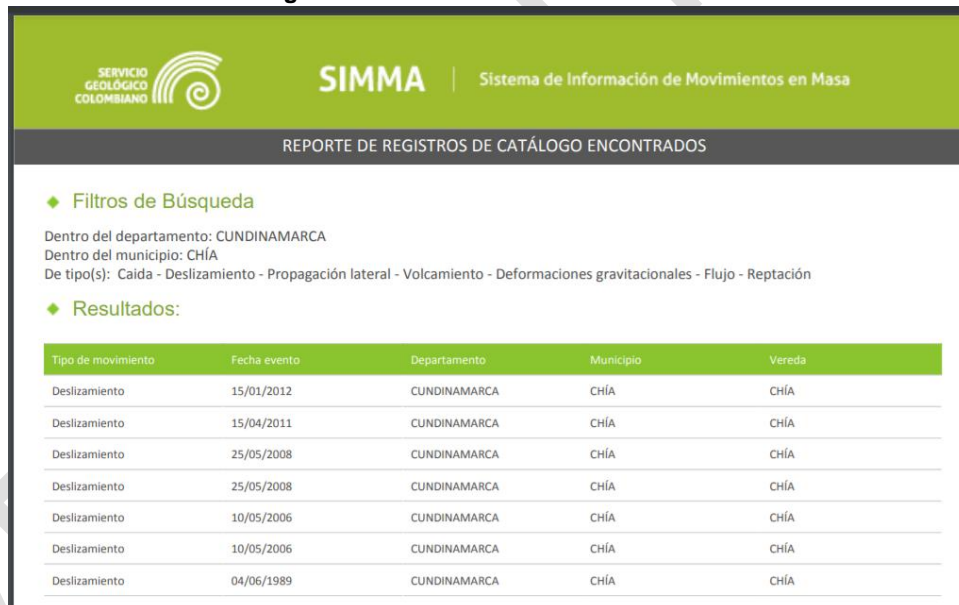 SERVICIO
GEOLÓGICO
COLOMBIANO
SIMMA | Sistema de Información de Movimientos en Masa
REPORTE DE REGISTROS DE CATÁLOGO ENCONTRADOS
Filtros de Búsqueda
Dentro del departamento: CUNDINAMARCA
Dentro del municipio: CHÍA
De tipo(s): Caida - Deslizamiento - Propagación lateral - Volcamiento - Deformaciones gravitacionales - Flujo - Reptación
Resultados:
Tipo de movimiento Fecha evento Departamento Municipio Vereda
Deslizamiento 15/01/2012 CUNDINAMARCA CHÍA CHÍA
Deslizamiento 15/04/2011 CUNDINAMARCA CHÍA CHÍA
Deslizamiento 25/05/2008 CUNDINAMARCA CHÍA CHÍA
Deslizamiento 25/05/2008 CUNDINAMARCA CHÍA CHÍA
Deslizamiento 10/05/2006 CUNDINAMARCA CHÍA CHÍA
Deslizamiento 10/05/2006 CUNDINAMARCA CHÍA CHÍA
Deslizamiento 04/06/1989 CUNDINAMARCA CHÍA CHÍA